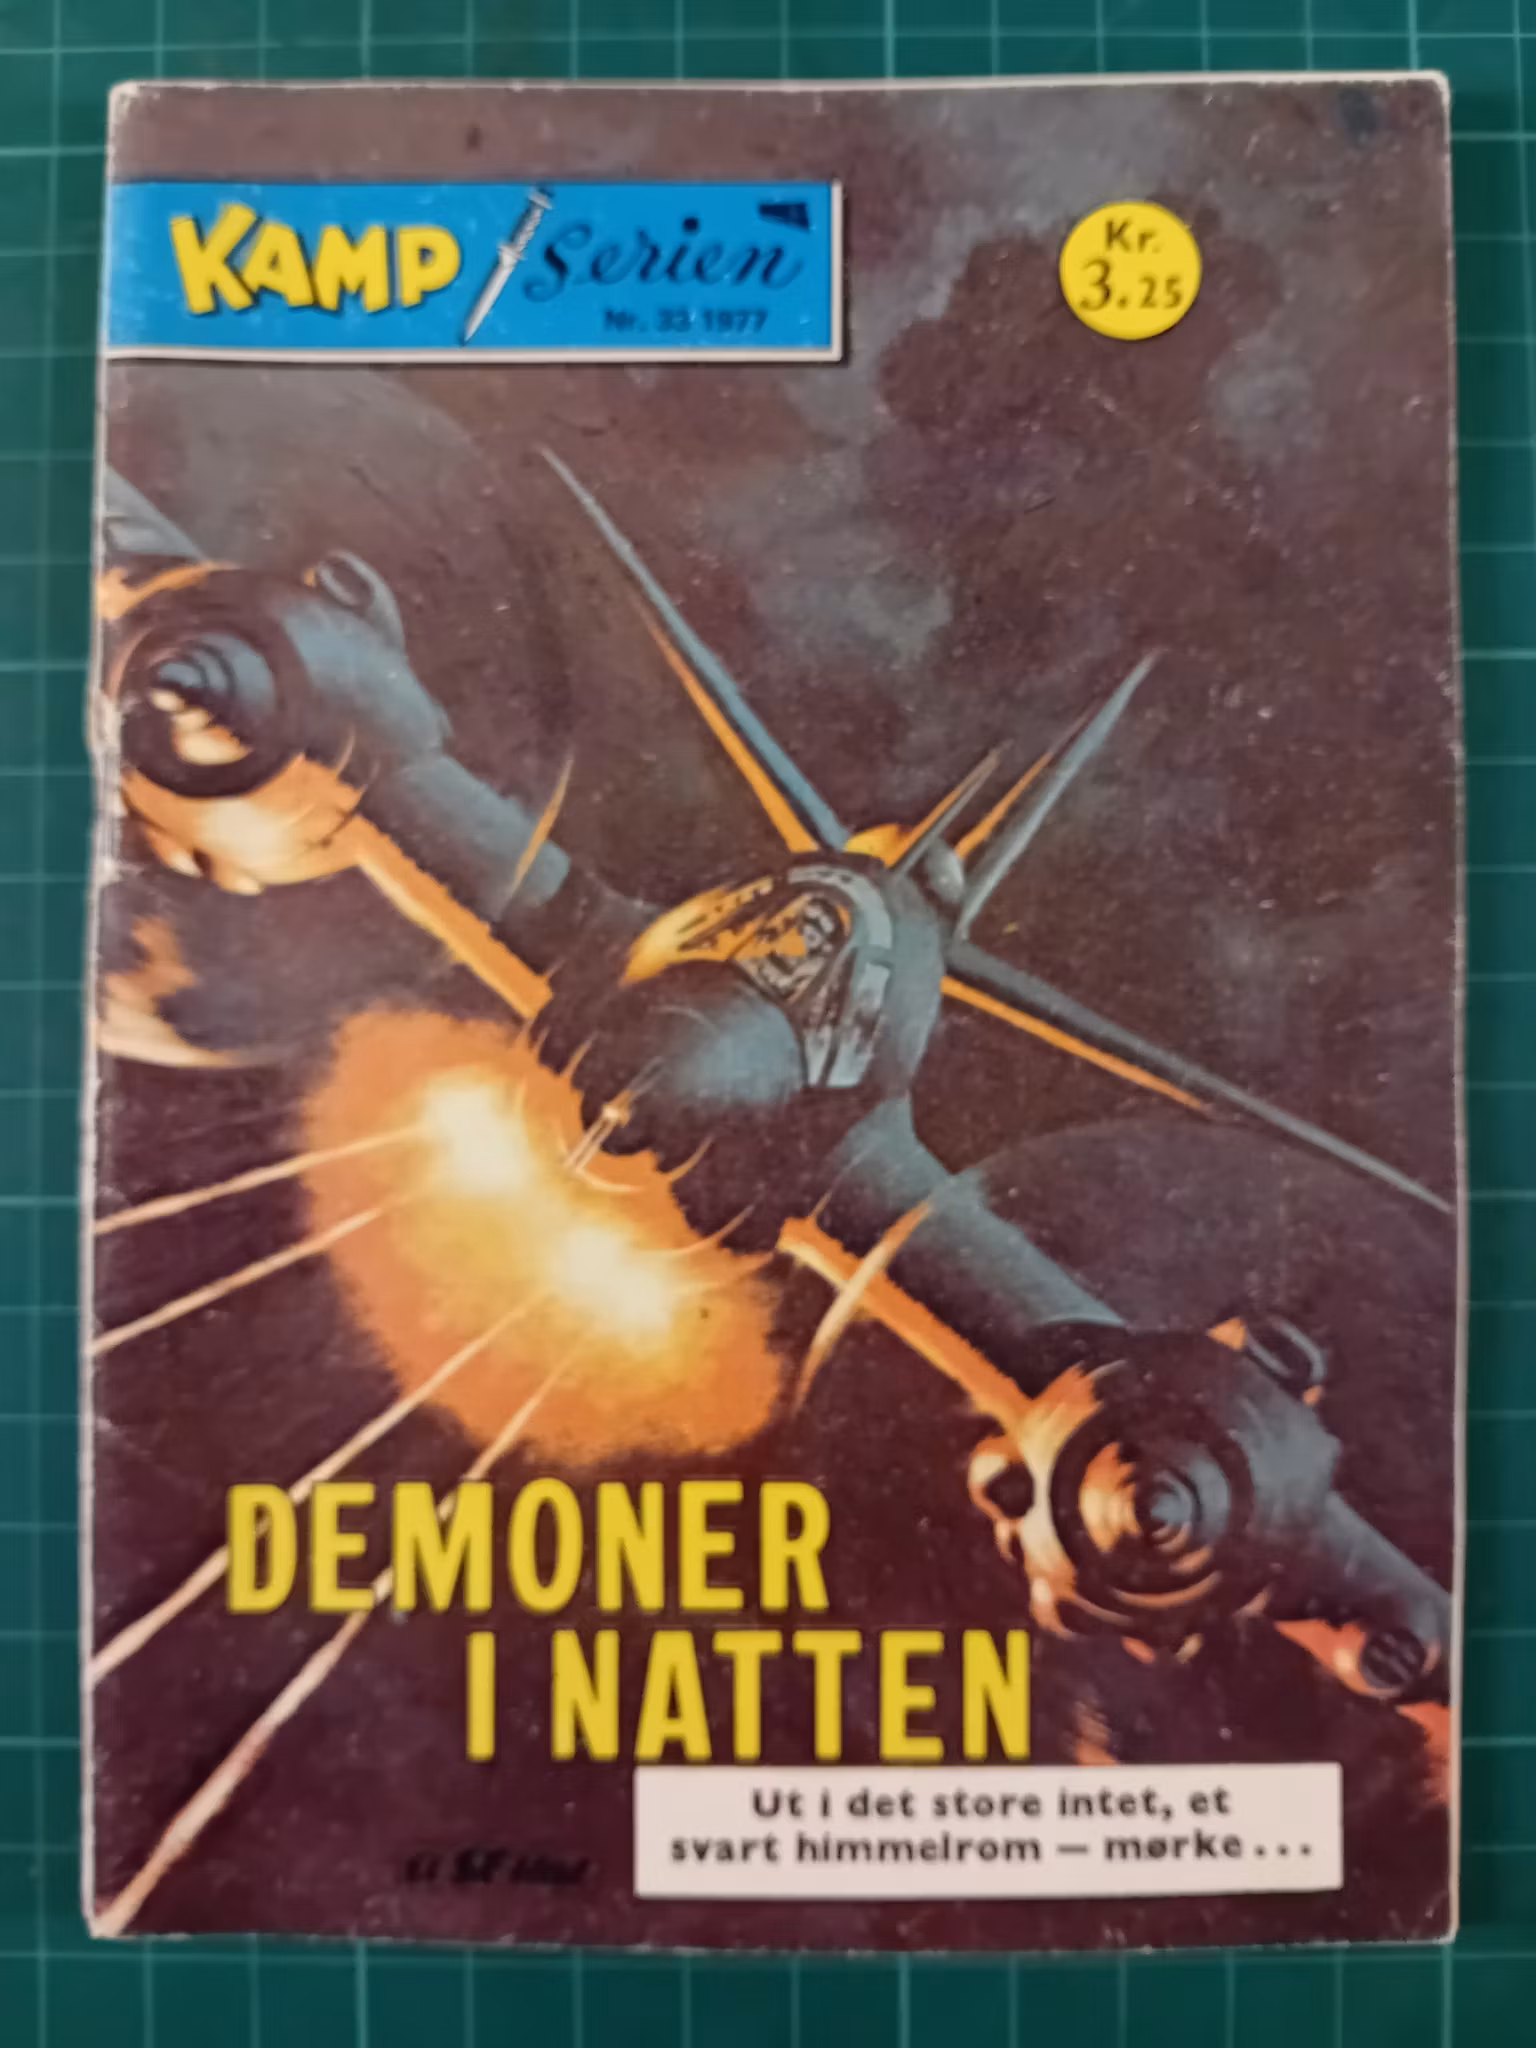 KAMP Serien
Nr. 33 1977
Kr.
3.25
DEMONER
I NATTEN
Ut i det store intet, et
svart himmelrom — mørke...